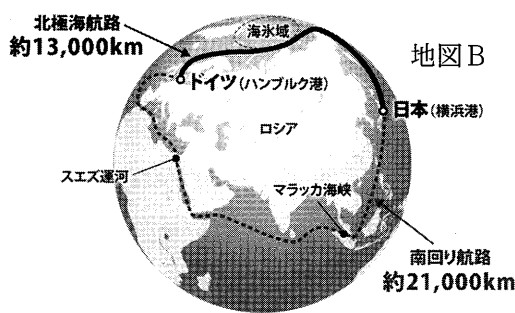 北極海航路
約13,000km
海氷域
地図B
ドイツ(ハンブルク港)
日本(横浜港)
ロシア
スエズ運河
マラッカ海峡
南回り航路
約21,000km